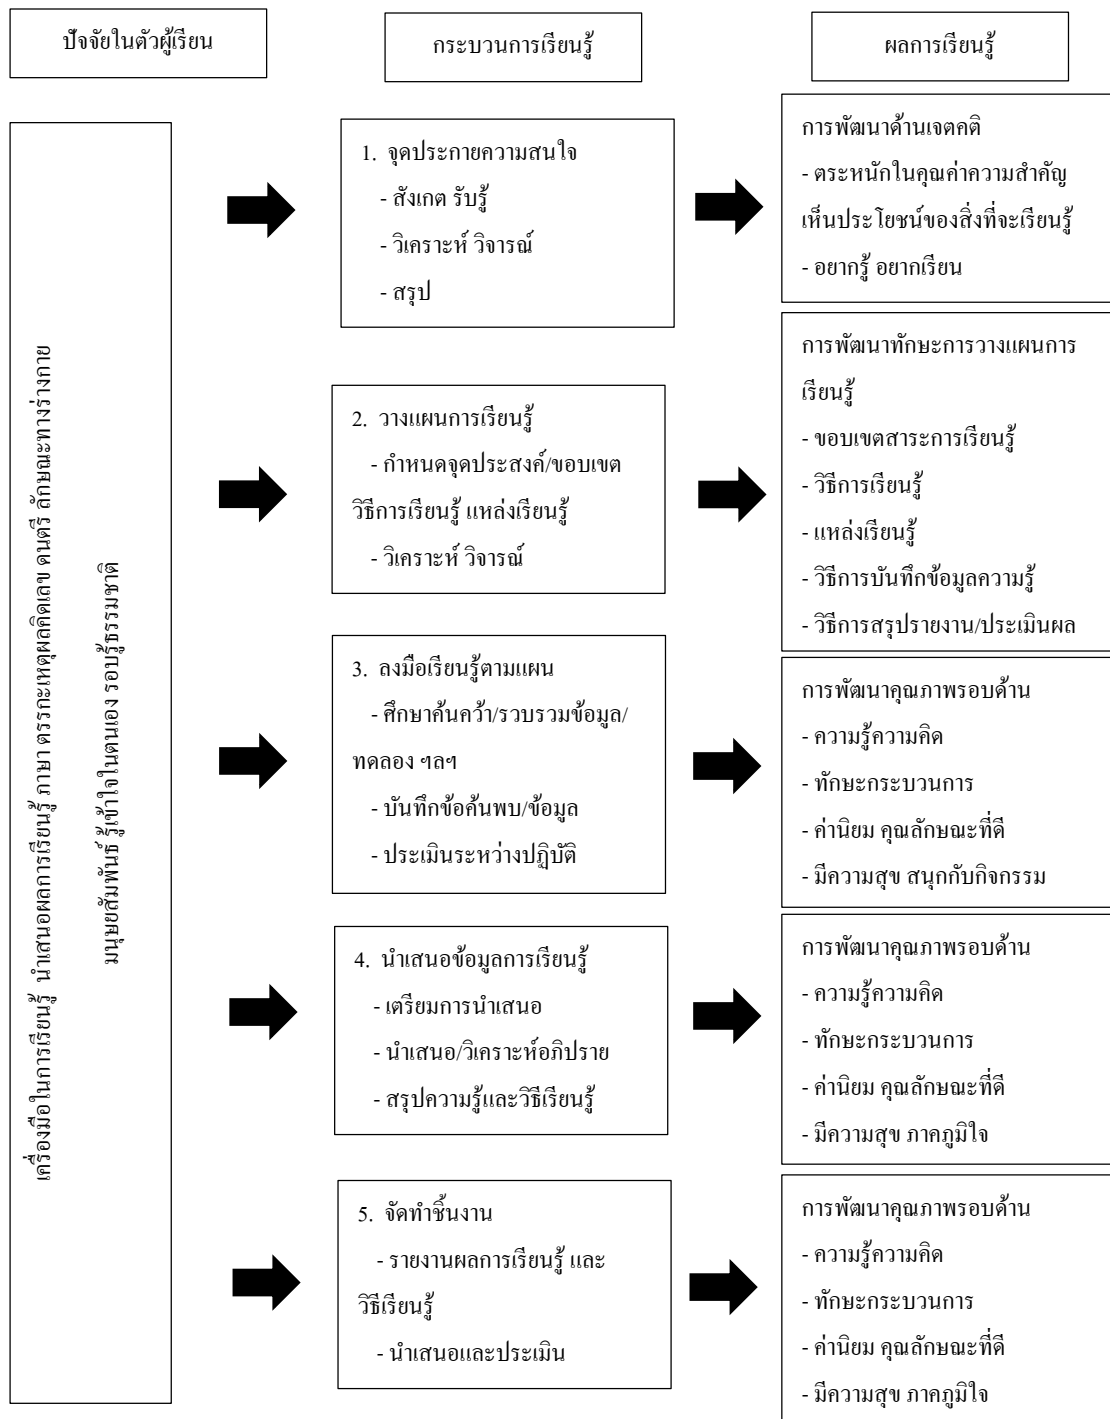 ปัจจัยในตัวผู้เรียน
กระบวนการเรียนรู้
ผลการเรียนรู้
เครื่องมือในการเรียนรู้ นำเสนอผลการเรียนรู้ ภาษา ตรรกะเหตุผลคิดเลข ดนตรี ลักษณะทางร่างกาย
มนุษยสัมพันธ์ รู้เข้าใจในตนเอง รอบรู้ธรรมชาติ
1. จุดประกายความสนใจ
- สังเกต รับรู้
- วิเคราะห์ วิจารณ์
- สรุป
การพัฒนาด้านเจตคติ
- ตระหนักในคุณค่าความสำคัญ
เห็นประโยชน์ของสิ่งที่จะเรียนรู้
- อยากรู้ อยากเรียน
2. วางแผนการเรียนรู้
- กำหนดจุดประสงค์/ขอบเขต
วิธีการเรียนรู้ แหล่งเรียนรู้
- วิเคราะห์ วิจารณ์
การพัฒนาทักษะการวางแผนการ
เรียนรู้
- ขอบเขตสาระการเรียนรู้
- วิธีการเรียนรู้
- แหล่งเรียนรู้
- วิธีการบันทึกข้อมูลความรู้
- วิธีการสรุปรายงาน/ประเมินผล
3. ลงมือเรียนรู้ตามแผน
- ศึกษาค้นคว้า/รวบรวมข้อมูล/
ทดลอง ฯลฯ
- บันทึกข้อค้นพบ/ข้อมูล
- ประเมินระหว่างปฏิบัติ
การพัฒนาคุณภาพรอบด้าน
- ความรู้ความคิด
- ทักษะกระบวนการ
- ค่านิยม คุณลักษณะที่ดี
- มีความสุข สนุกกับกิจกรรม
4. นำเสนอข้อมูลการเรียนรู้
- เตรียมการนำเสนอ
- นำเสนอ/วิเคราะห์อภิปราย
- สรุปความรู้และวิธีเรียนรู้
การพัฒนาคุณภาพรอบด้าน
- ความรู้ความคิด
- ทักษะกระบวนการ
- ค่านิยม คุณลักษณะที่ดี
- มีความสุข ภาคภูมิใจ
5. จัดทำชิ้นงาน
- รายงานผลการเรียนรู้ และ
วิธีเรียนรู้
- นำเสนอและประเมิน
การพัฒนาคุณภาพรอบด้าน
- ความรู้ความคิด
- ทักษะกระบวนการ
- ค่านิยม คุณลักษณะที่ดี
- มีความสุข ภาคภูมิใจ